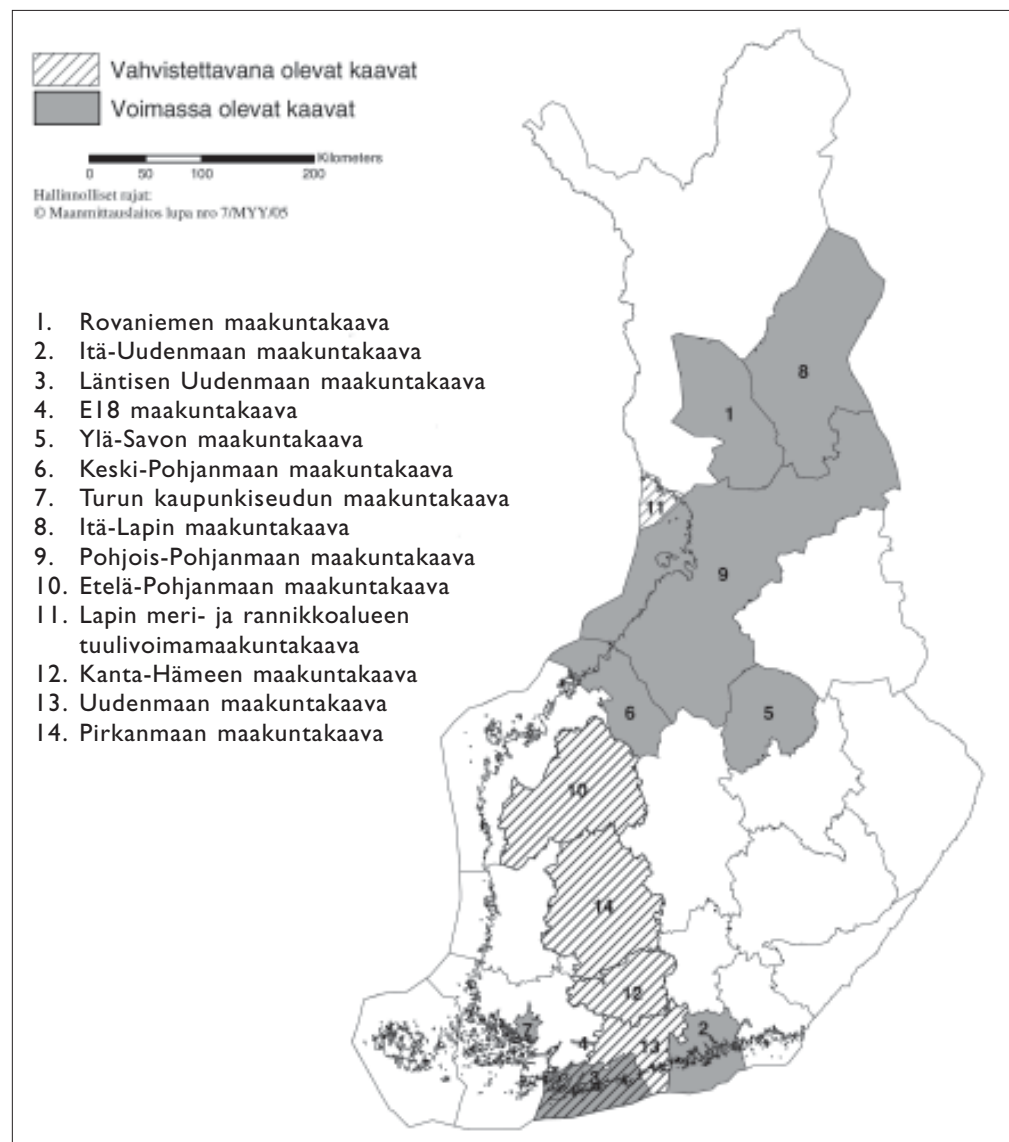 Vahvistettavana olevat kaavat
Voimassa olevat kaavat
Kilometers
0 50 100 200
Hallinnolliset rajat:
© Maanmittauslaitos lupa nro 7/MYY/05
1. Rovaniemen maakuntakaava
2. Itä-Uudenmaan maakuntakaava
3. Läntisen Uudenmaan maakuntakaava
4. E18 maakuntakaava
5. Ylä-Savon maakuntakaava
6. Keski-Pohjanmaan maakuntakaava
7. Turun kaupunkiseudun maakuntakaava
8. Itä-Lapin maakuntakaava
9. Pohjois-Pohjanmaan maakuntakaava
10. Etelä-Pohjanmaan maakuntakaava
11. Lapin meri- ja rannikkoalueen
tuulivoimamaakuntakaava
12. Kanta-Hämeen maakuntakaava
13. Uudenmaan maakuntakaava
14. Pirkanmaan maakuntakaava
8
1
11
9
6
5
10
14
12
7
4
13
2
3